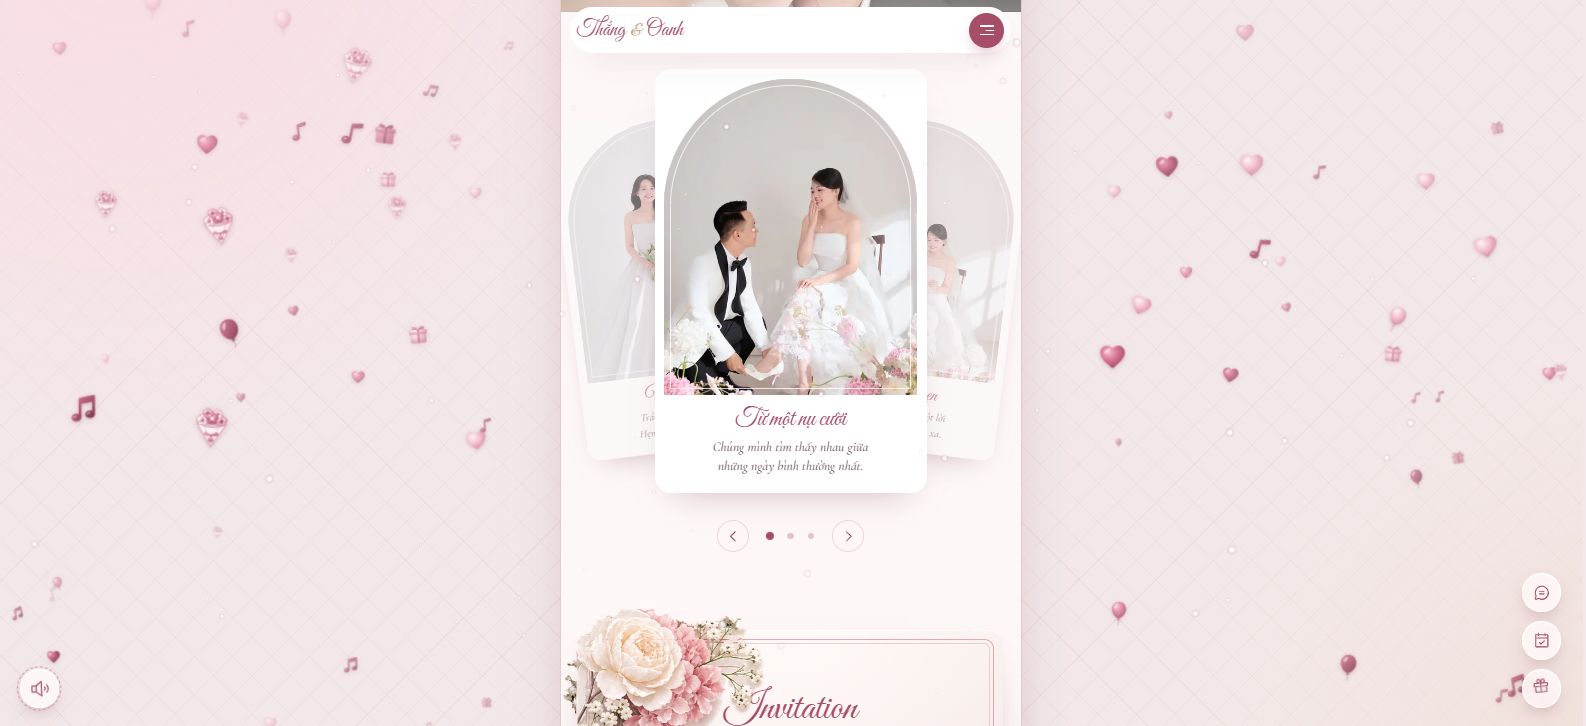 Thắng & Oanh
Từ một nụ cười
Chúng mình tìm thấy nhau giữa
những ngày bình thường nhất.
Invitation